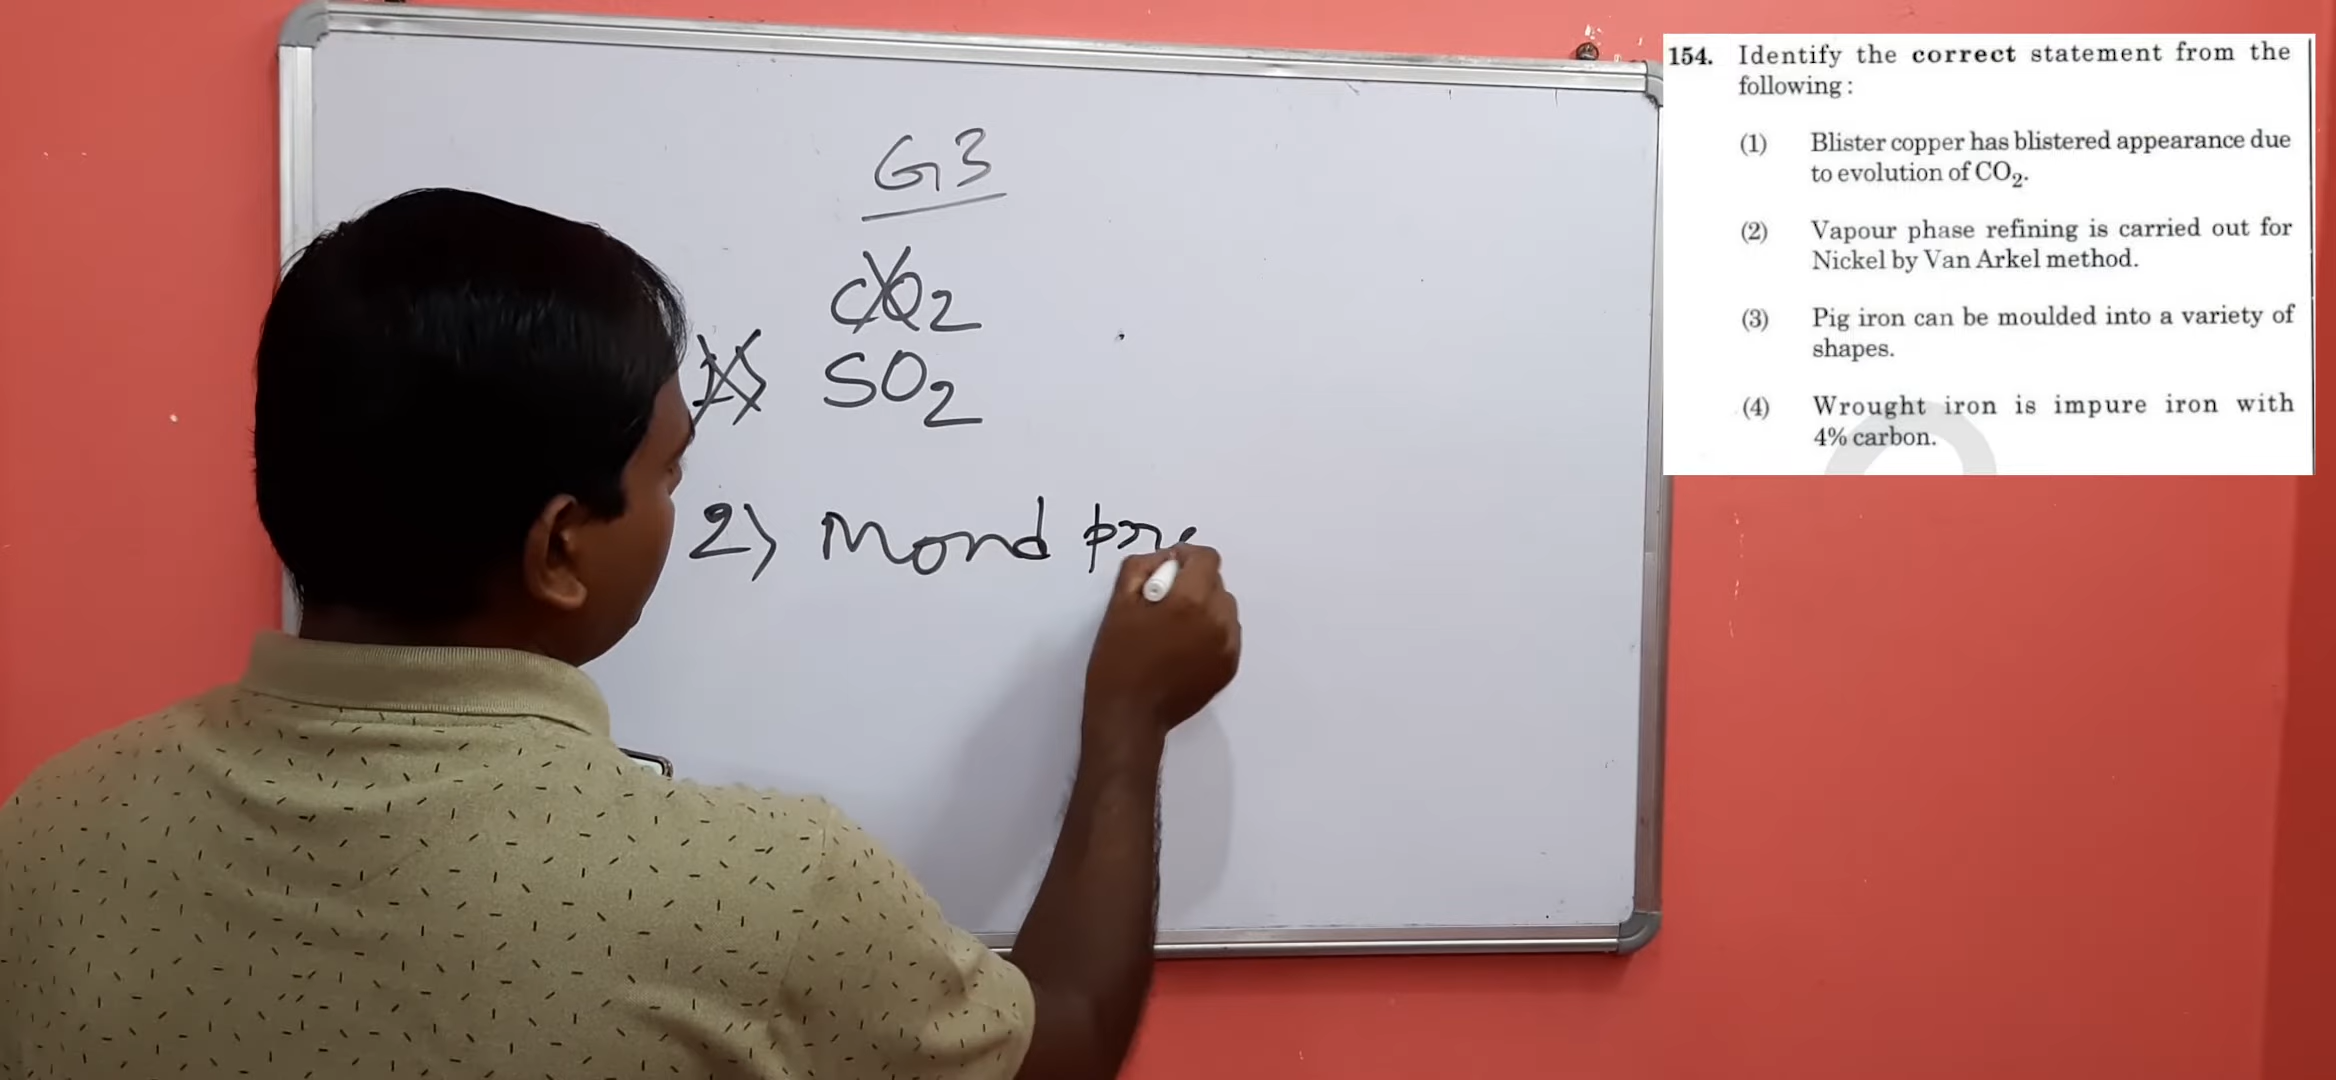 G3
CO2
1) SO2
2) Mond pro
154. Identify the correct statement from the
following :
(1) Blister copper has blistered appearance due
to evolution of CO2.
(2) Vapour phase refining is carried out for
Nickel by Van Arkel method.
(3) Pig iron can be moulded into a variety of
shapes.
(4) Wrought iron is impure iron with
4% carbon.